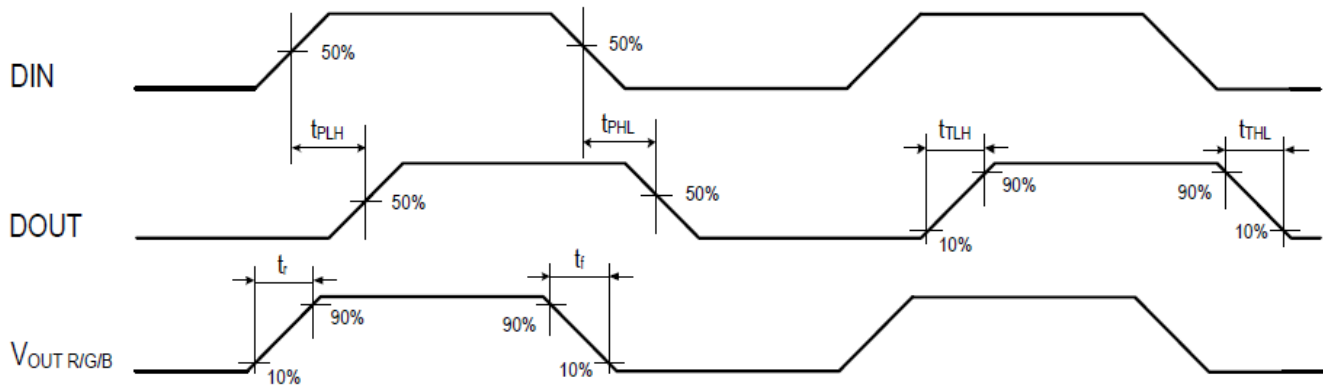 DIN
50%
50%
tPLH
tPHL
tTLH
tTHL
DOUT
50%
50%
90%
10%
90%
10%
tr
tf
VOUT R/G/B
10%
90%
90%
10%